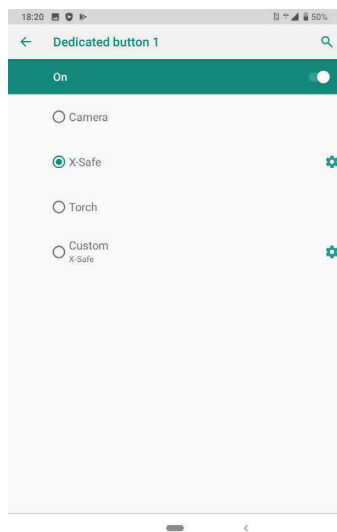 18:20 50%
Dedicated button 1
On
Camera
X-Safe
Torch
Custom
X-Safe